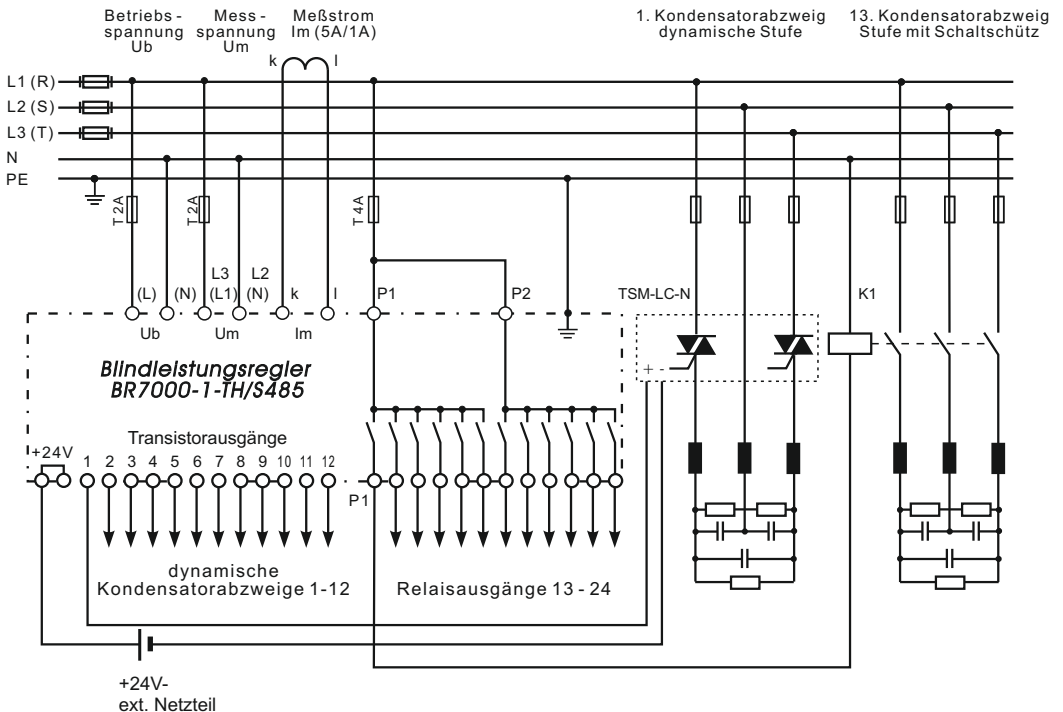 Betriebs -
spannung
Ub
Mess -
spannung
Um
Meßstrom
Im (5A/1A)
1. Kondensatorabzweig
dynamische Stufe
13. Kondensatorabzweig
Stufe mit Schaltschütz
k l
L1 (R)
L2 (S)
L3 (T)
N
PE
T 2A
T 2A
T 4A
L3 L2
(L) (N) (L1) (N) k l P1 P2 TSM-LC-N K1
Ub Um Im
Blindleistungsregler
BR7000-1-TH/S485
+ -
Transistorausgänge
+24V
1 2 3 4 5 6 7 8 9 10 11 12
P1
dynamische
Kondensatorabzweige 1-12
Relaisausgänge 13 - 24
+24V-
ext. Netzteil